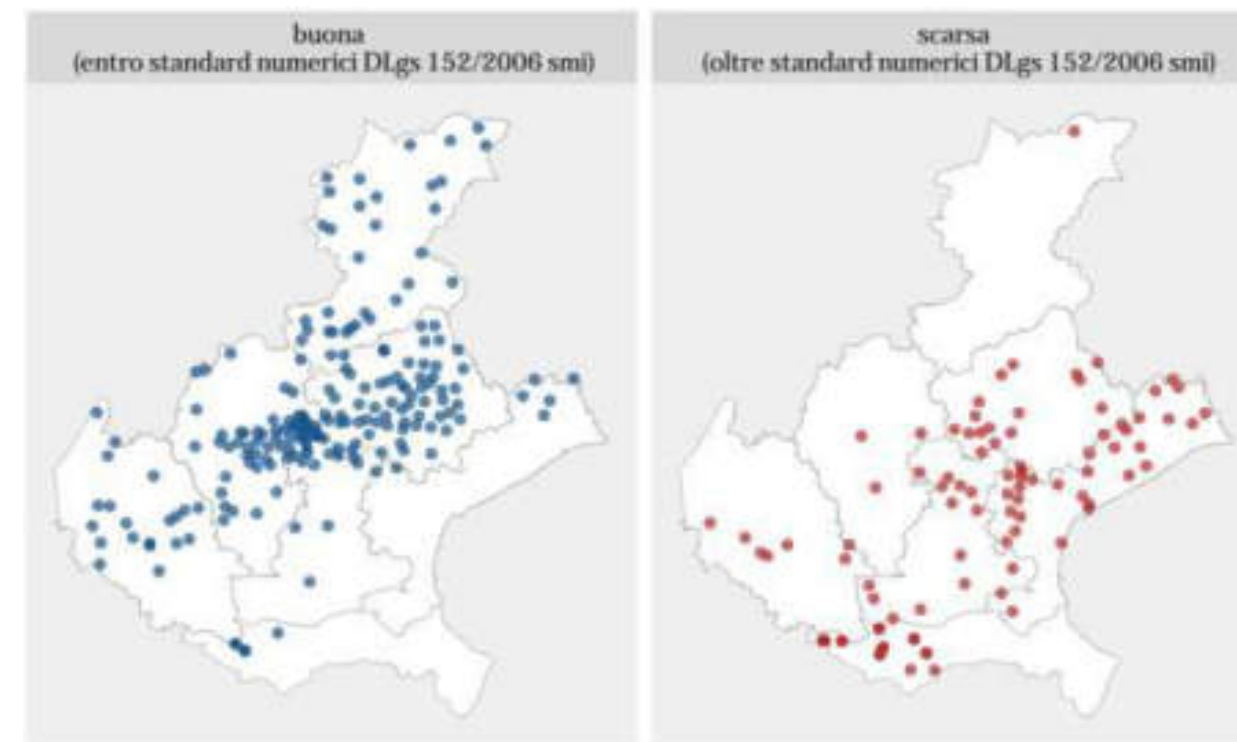 buona
(entro standard numerici DLgs 152/2006 smi)
scarsa
(oltre standard numerici DLgs 152/2006 smi)